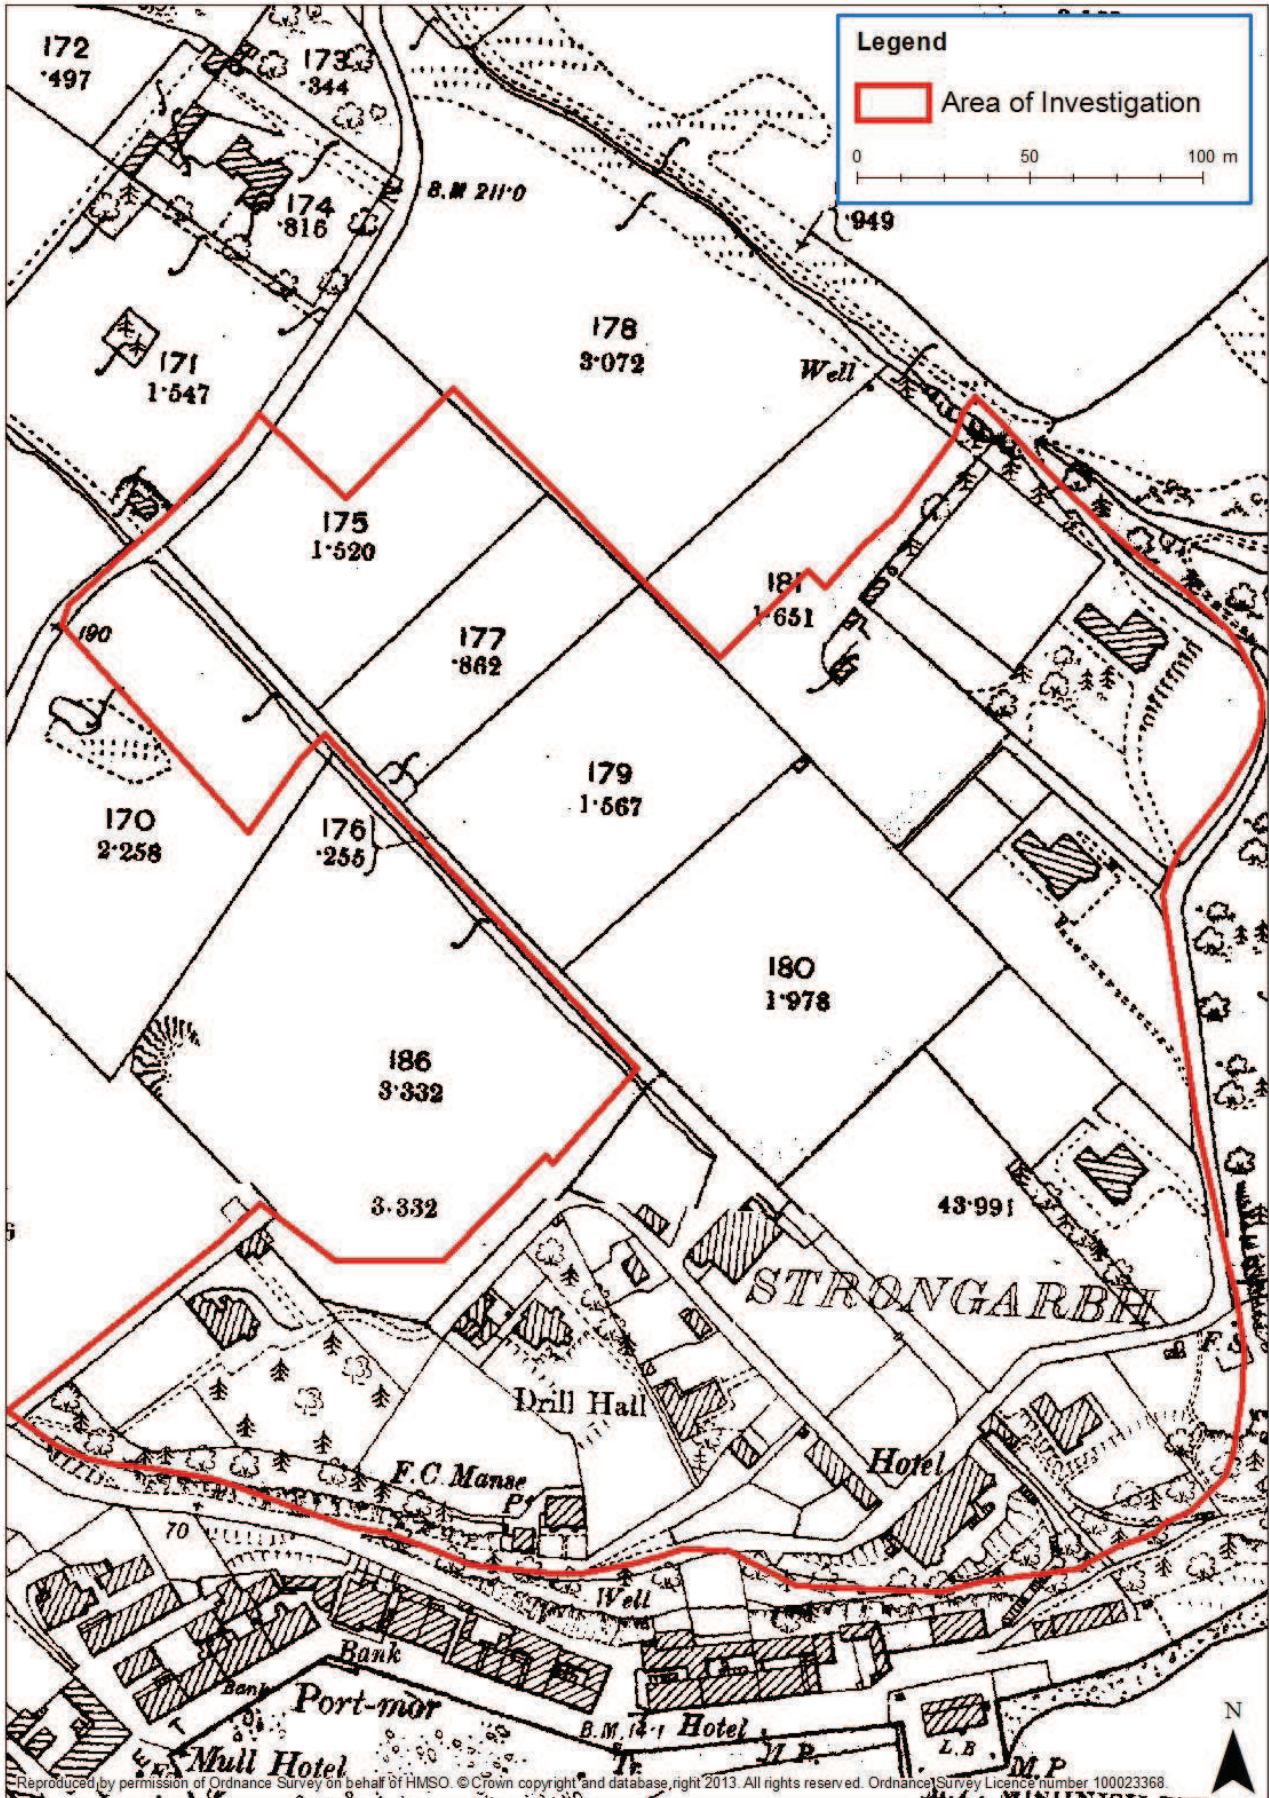 Legend
Area of Investigation
0 50 100 m
172
·497
173
·344
174
·816
B.M 211·0
·949
178
3·072
Well
171
1·547
175
1·520
181
1·651
190
177
·862
179
1·567
170
2·258
176
·255
180
1·978
186
3·332
3·332
43·991
STRONGARBH
F. S.
Drill Hall
Hotel
F.C. Manse
P
70
Well
Bank
Bank
Port-mor
B.M. 14·1
Hotel
Mull Hotel
Tr.
M.P.
L.B
M.P
N
Reproduced by permission of Ordnance Survey on behalf of HMSO. © Crown copyright and database right 2013. All rights reserved. Ordnance Survey Licence number 100023368.